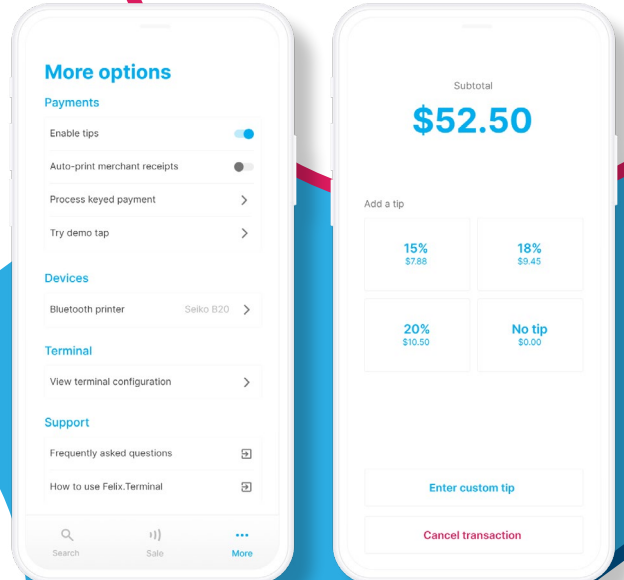 More options
Payments
Enable tips
Auto-print merchant receipts
Process keyed payment
Try demo tap
Devices
Bluetooth printer Seiko B20
Terminal
View terminal configuration
Support
Frequently asked questions
How to use Felix.Terminal
Search Sale More
Subtotal
$52.50
Add a tip
15% 18%
$7.88 $9.45
20% No tip
$10.50 $0.00
Enter custom tip
Cancel transaction